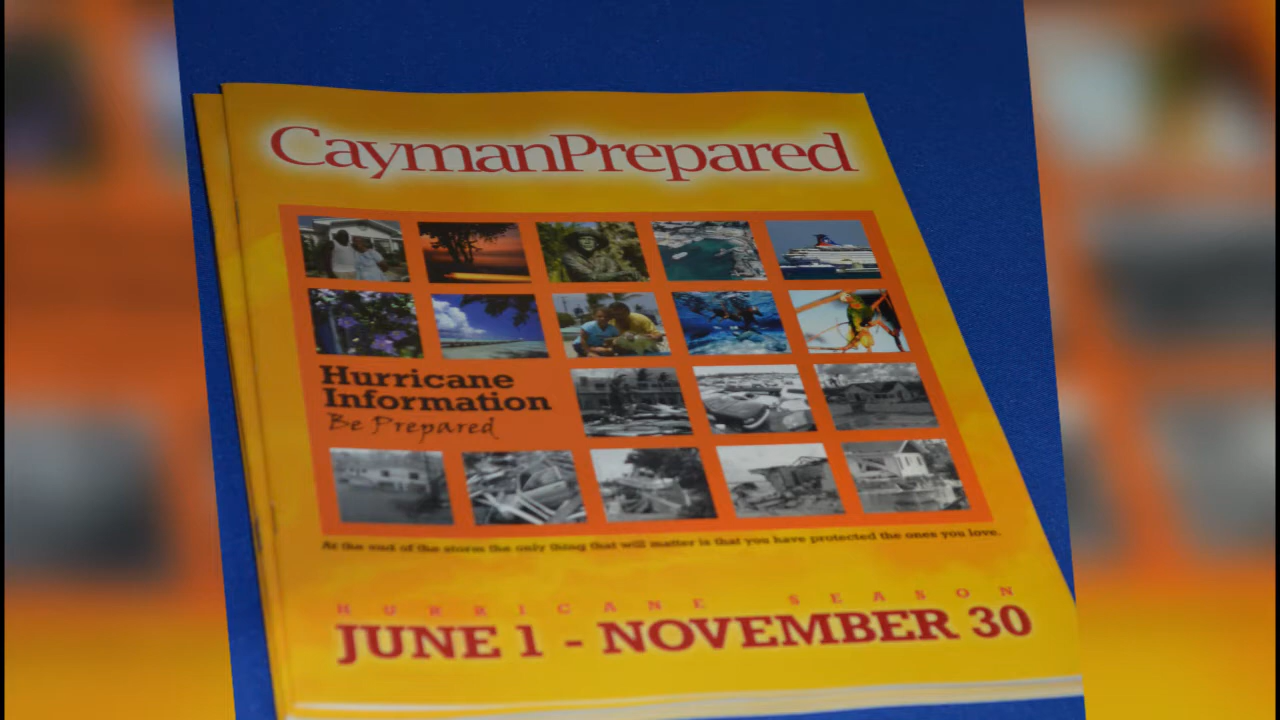 CaymanPrepared
Hurricane
Information
Be Prepared
At the end of the storm the only thing that will matter is that you have protected the ones you love.
HURRICANE SEASON
JUNE 1 - NOVEMBER 30